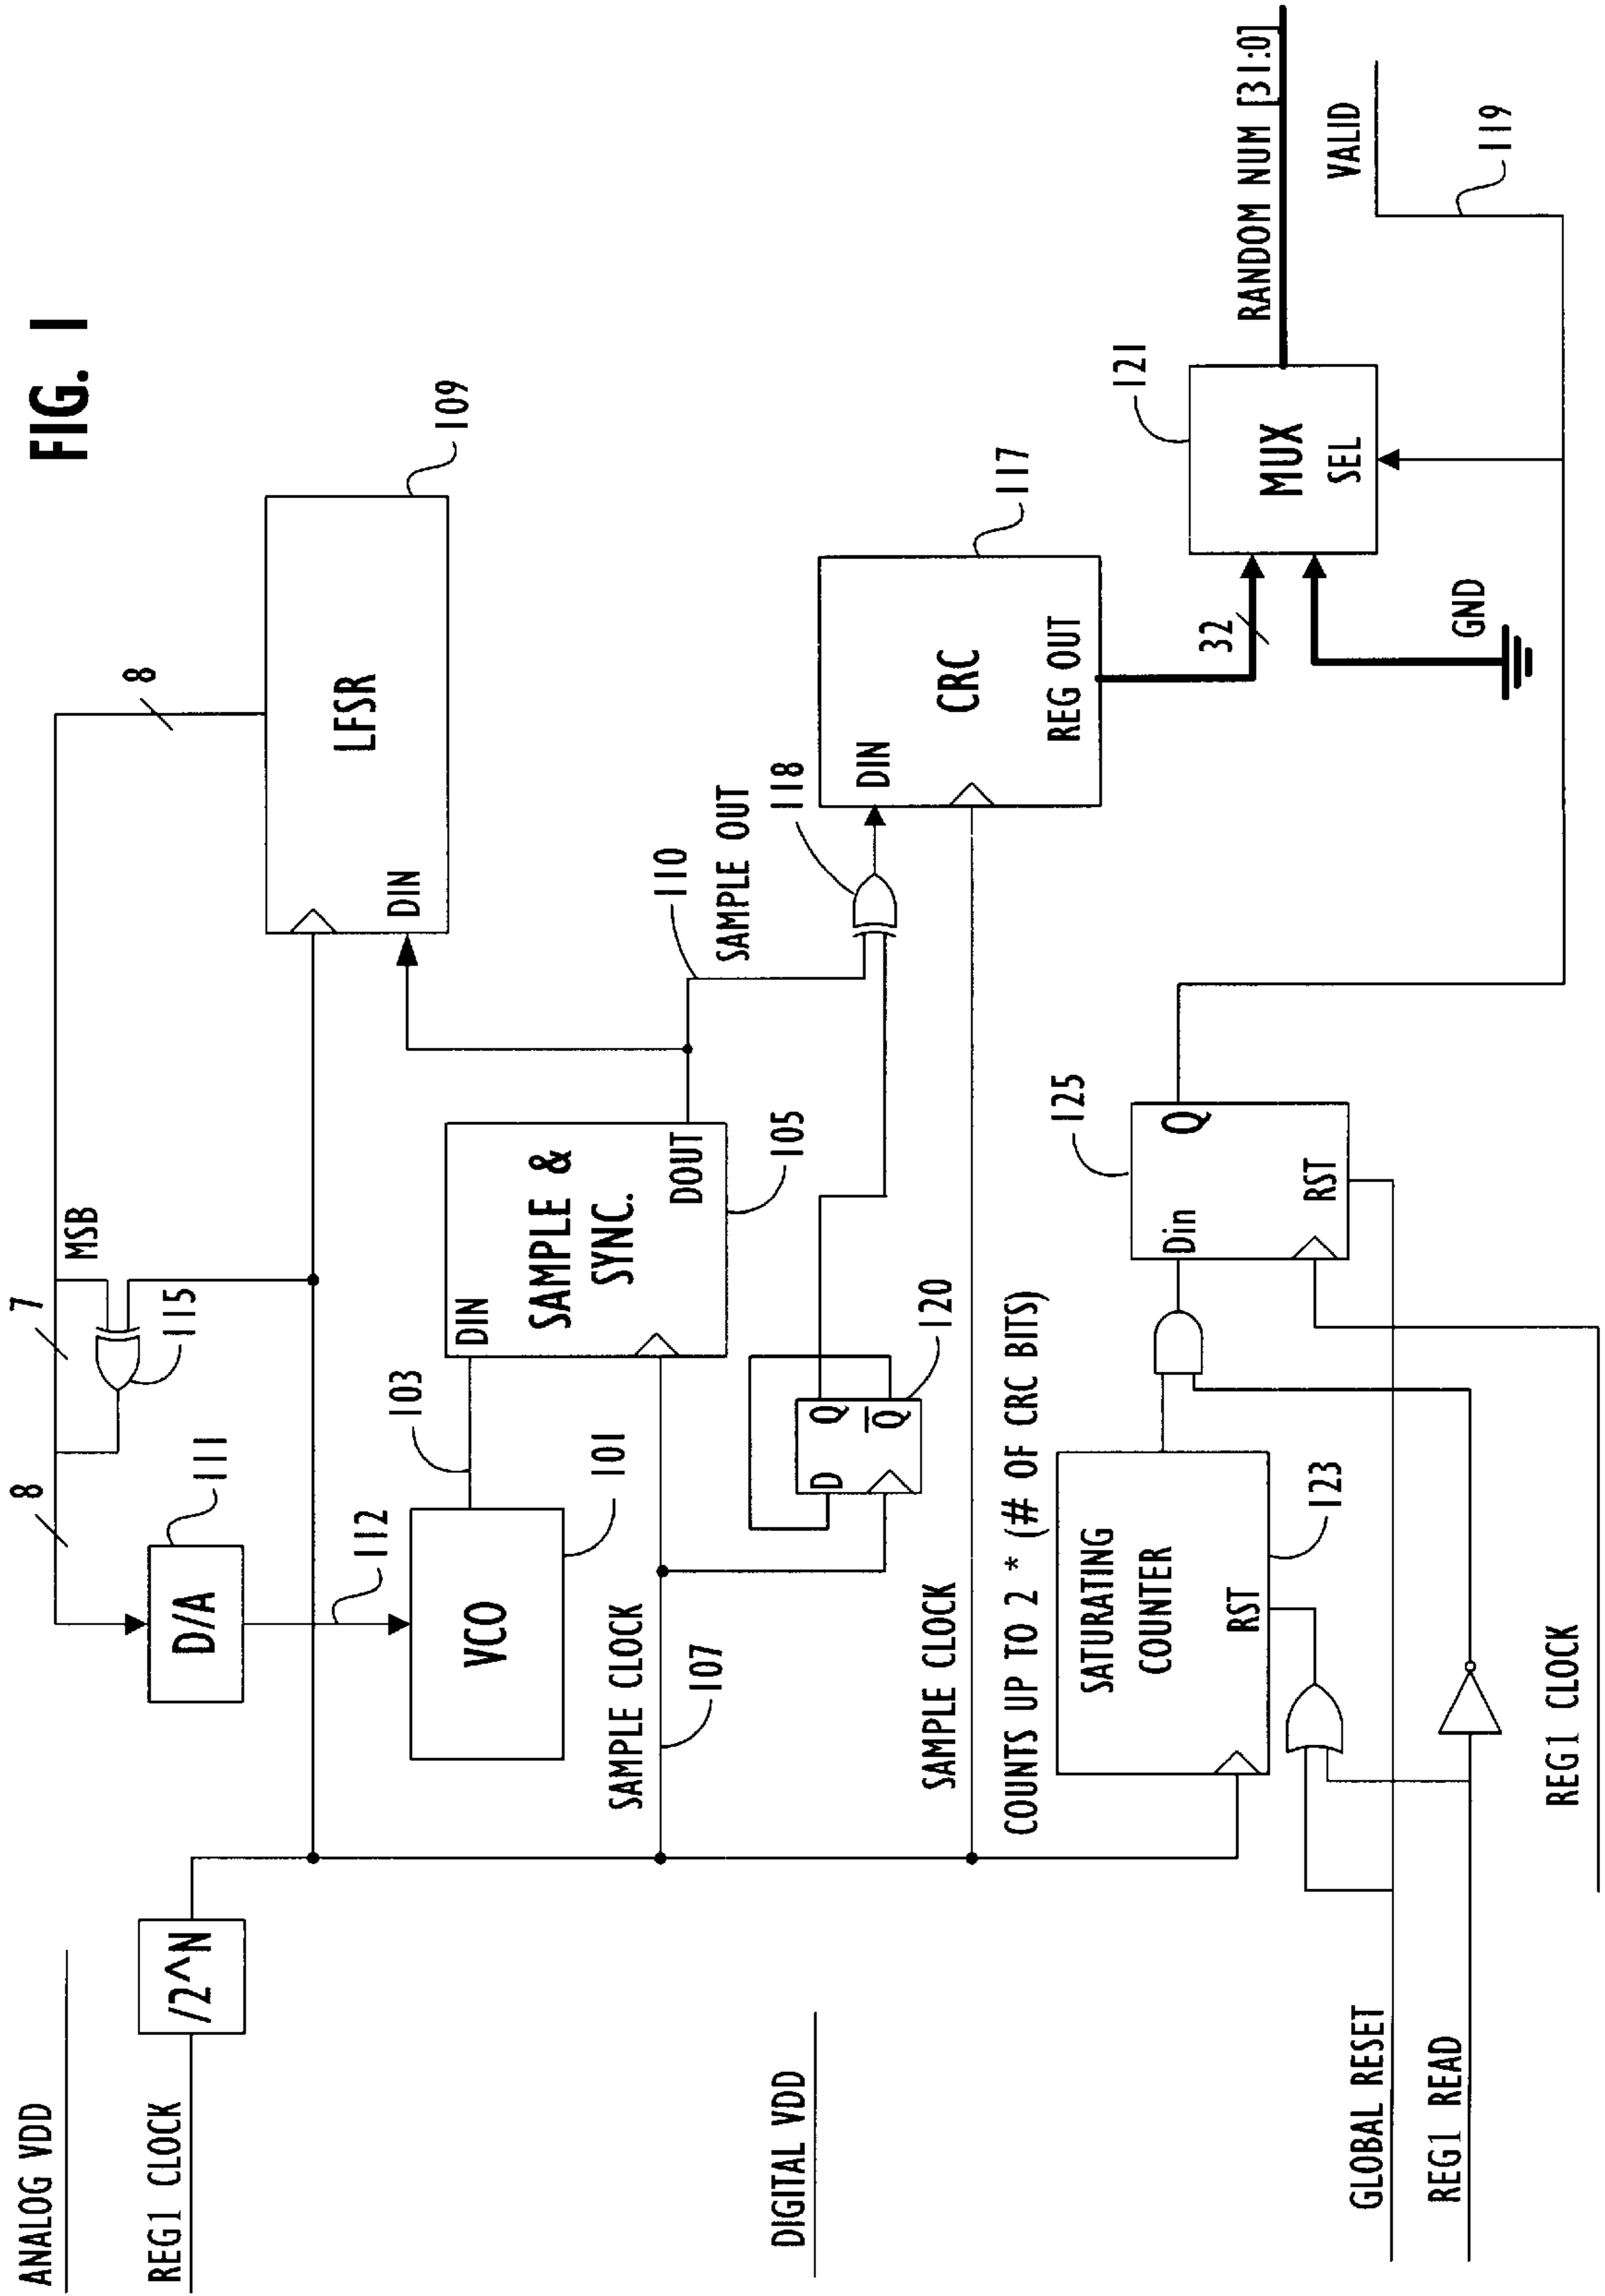 FIG. 1
ANALOG VDD
REG1 CLOCK
/2^N
8
D/A
111
112
7
MSB
115
8
LFSR
DIN
109
VCO
101
103
DIN
SAMPLE &
SYNC.
DOUT
105
SAMPLE CLOCK
107
110
SAMPLE OUT
118
D
Q
Q
120
DIN
CRC
REG OUT
117
32
GND
MUX
SEL
121
RANDOM NUM [31:0]
VALID
119
DIGITAL VDD
SAMPLE CLOCK
COUNTS UP TO 2 * (# OF CRC BITS)
SATURATING
COUNTER
RST
123
Din
Q
RST
125
GLOBAL RESET
REG1 READ
REG1 CLOCK